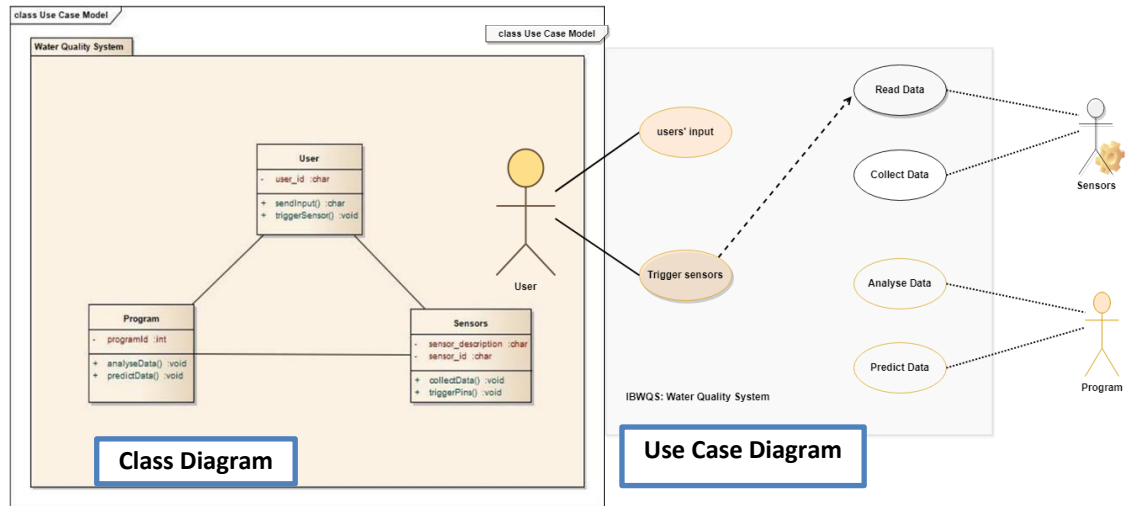 class Use Case Model
class Use Case Model
Water Quality System
User
- user_id :char
+ sendInput() :char
+ triggerSensor() :void
Program
- programId :int
+ analyseData() :void
+ predictData() :void
Sensors
- sensor_description :char
- sensor_id :char
+ collectData() :void
+ triggerPins() :void
Class Diagram
User
users' input
Trigger sensors
Read Data
Collect Data
Analyse Data
Predict Data
Sensors
Program
IBWQS: Water Quality System
Use Case Diagram